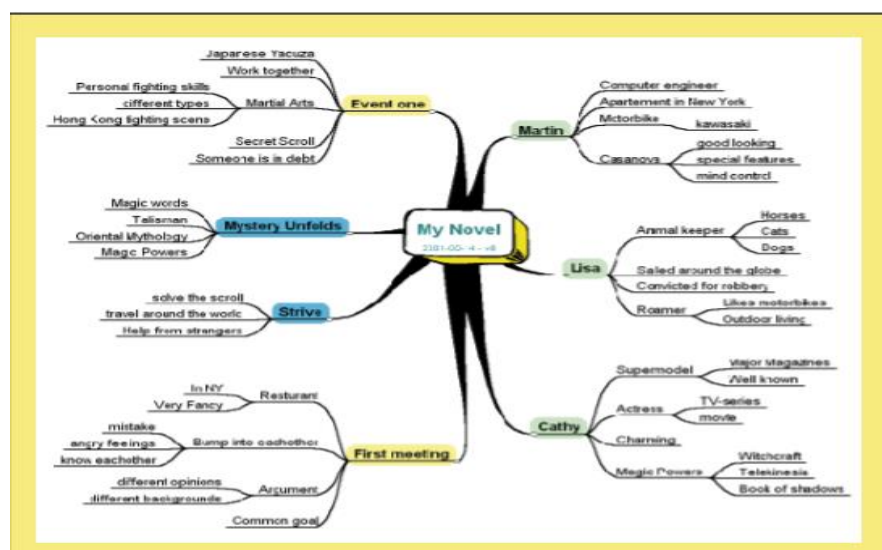 My Novel
Event one
Japanese Yacuza
Work together
Martial Arts
Personal fighting skills
different types
Hong Kong fighting scene
Secret Scroll
Someone is in debt
Mystery Unfolds
Magic words
Talisman
Oriental Mythology
Magic Powers
Strive
solve the scroll
travel around the world
Help from strangers
First meeting
Resturant
In NY
Very Fancy
Bump into eachother
mistake
angry feelings
know eachother
Argument
different opinions
different backgrounds
Common goal
Martin
Computer engineer
Apartement in New York
Motorbike
kawasaki
Casanova
good looking
special features
mind control
Lisa
Animal keeper
Horses
Cats
Dogs
Sailed around the globe
Convicted for robbery
Roamer
Likes motorbikes
Outdoor living
Cathy
Supermodel
Major Magazines
Well known
Actress
TV-series
movie
Charming
Magic Powers
Witchcraft
Telekinesis
Book of shadows